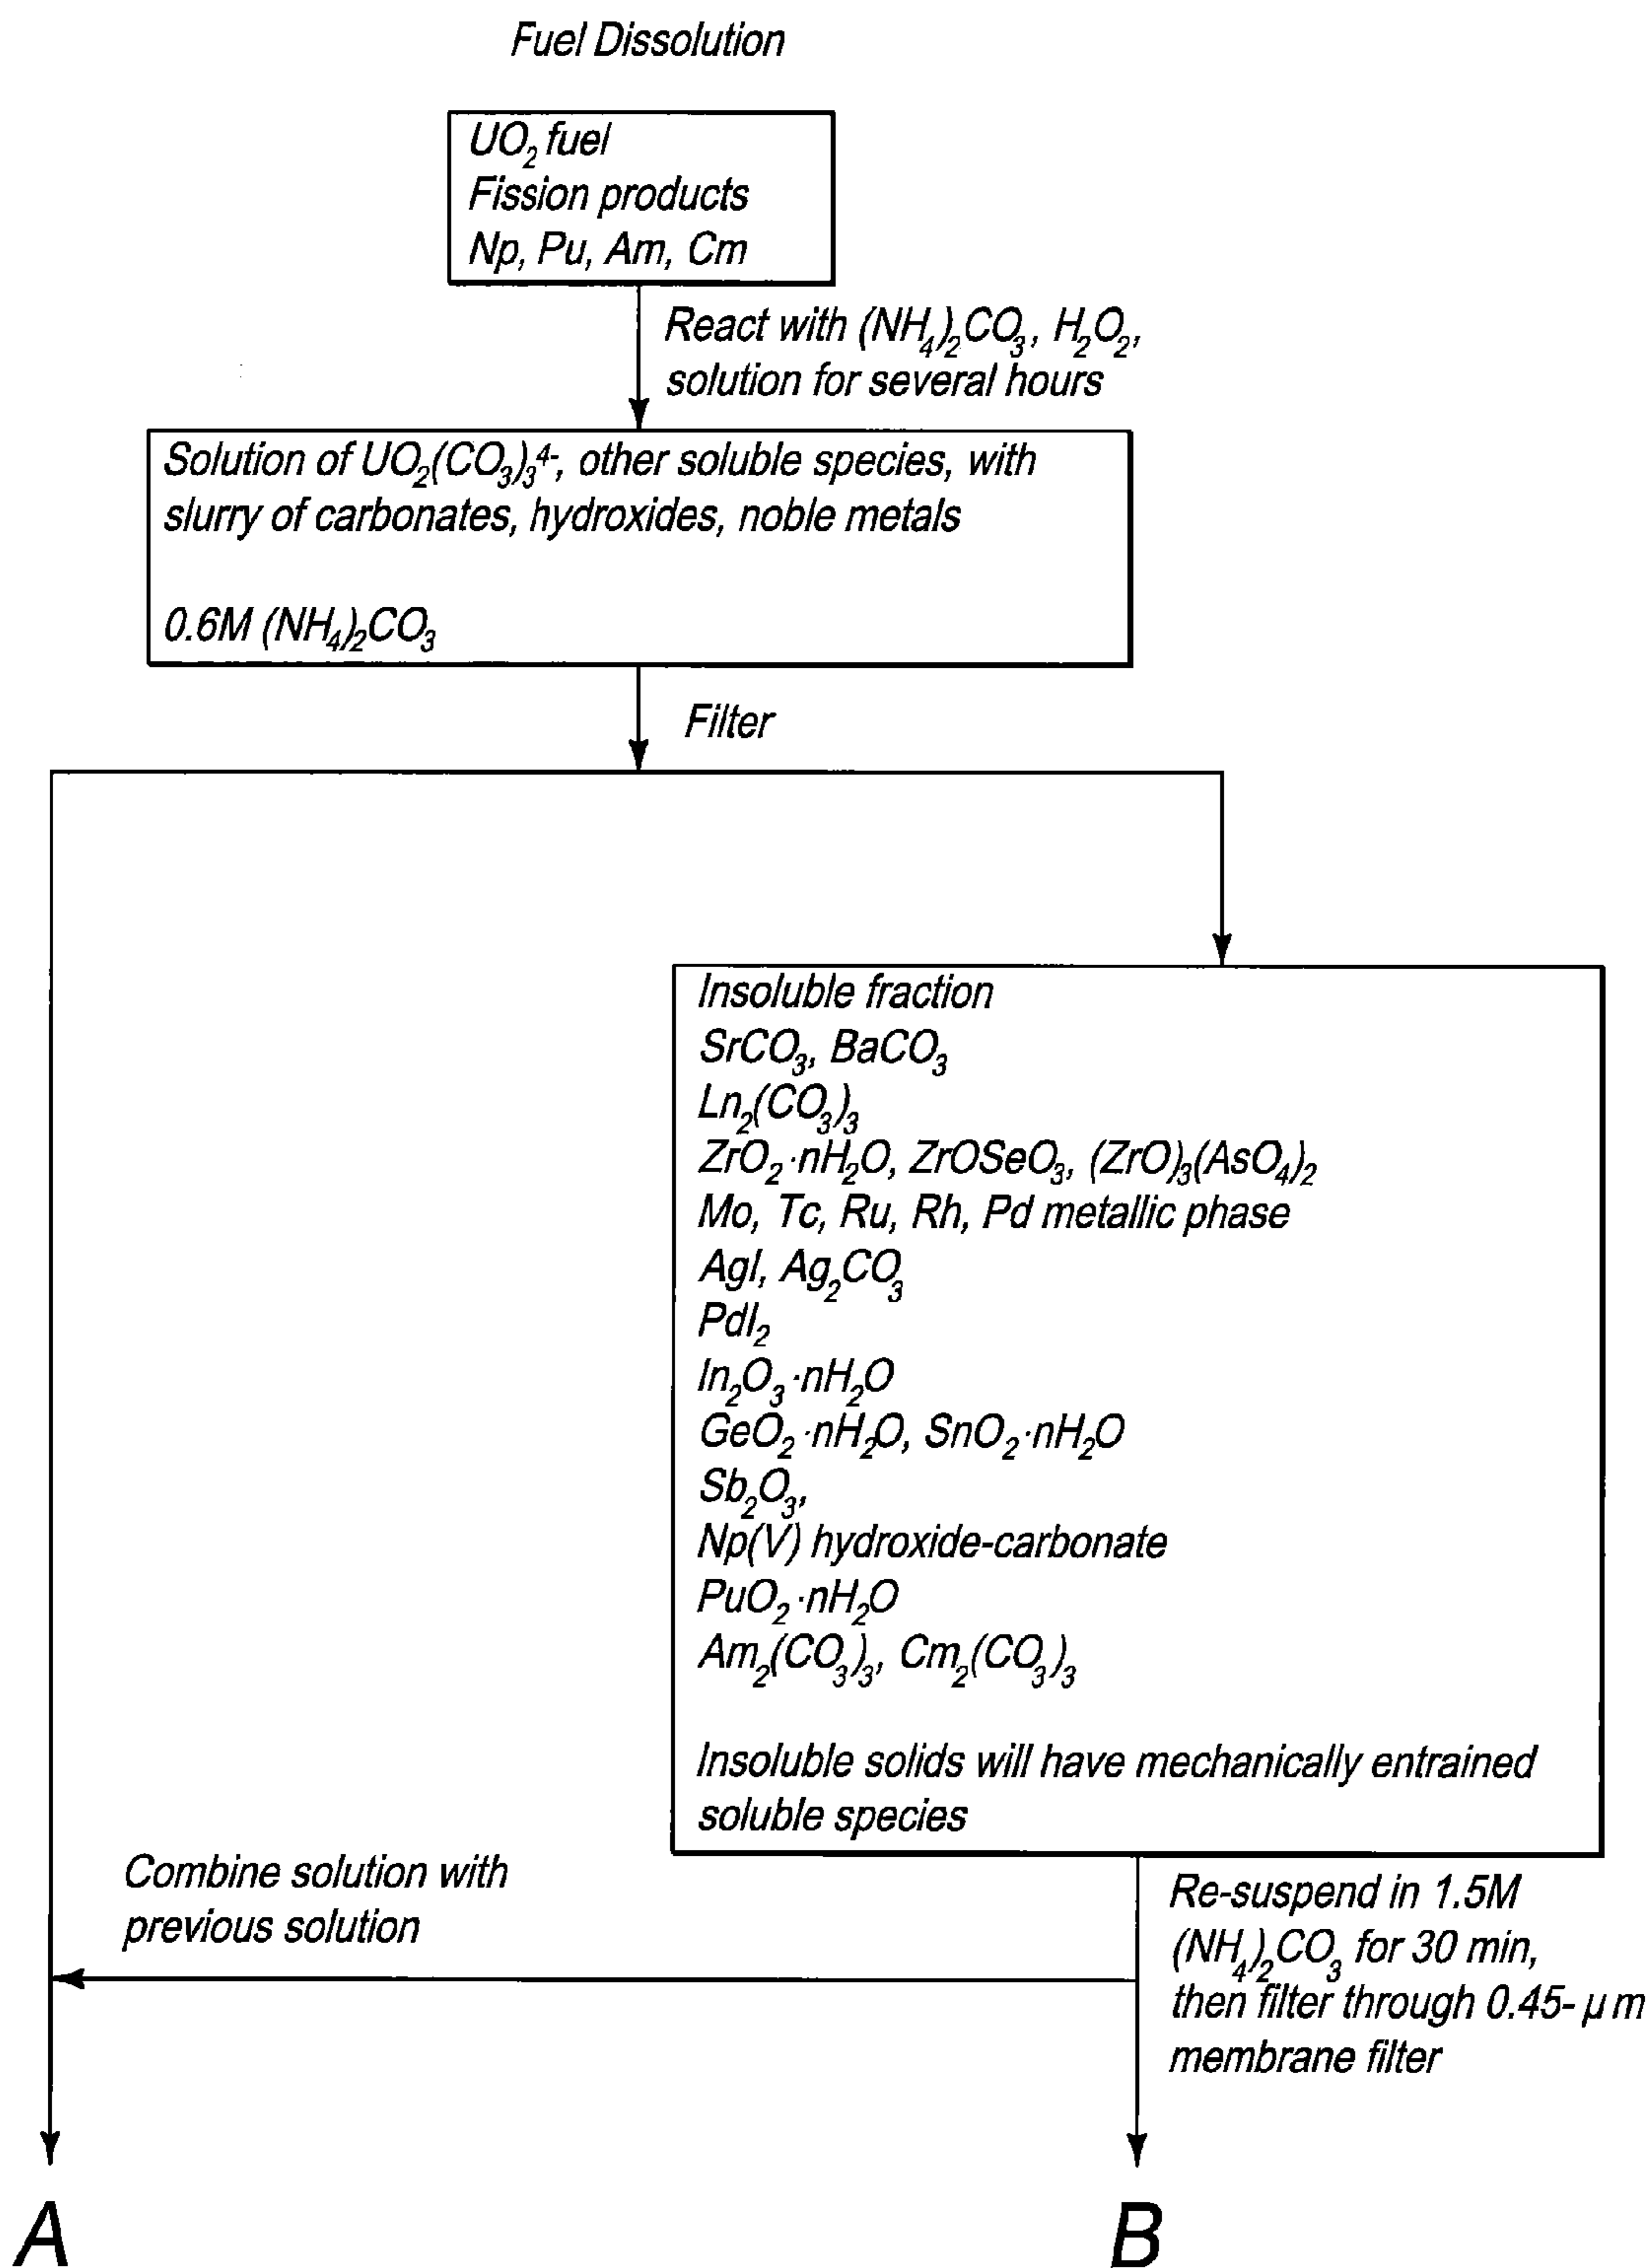 Fuel Dissolution
UO₂ fuel
Fission products
Np, Pu, Am, Cm
React with (NH₄)₂CO₃, H₂O₂,
solution for several hours
Solution of UO₂(CO₃)₃⁴⁻, other soluble species, with
slurry of carbonates, hydroxides, noble metals
0.6M (NH₄)₂CO₃
Filter
Insoluble fraction
SrCO₃, BaCO₃
Ln₂(CO₃)₃
ZrO₂·nH₂O, ZrOSeO₃, (ZrO)₃(AsO₄)₂
Mo, Tc, Ru, Rh, Pd metallic phase
AgI, Ag₂CO₃
PdI₂
In₂O₃·nH₂O
GeO₂·nH₂O, SnO₂·nH₂O
Sb₂O₃,
Np(V) hydroxide-carbonate
PuO₂·nH₂O
Am₂(CO₃)₃, Cm₂(CO₃)₃
Insoluble solids will have mechanically entrained
soluble species
Combine solution with
previous solution
Re-suspend in 1.5M
(NH₄)₂CO₃ for 30 min,
then filter through 0.45-μm
membrane filter
A
B